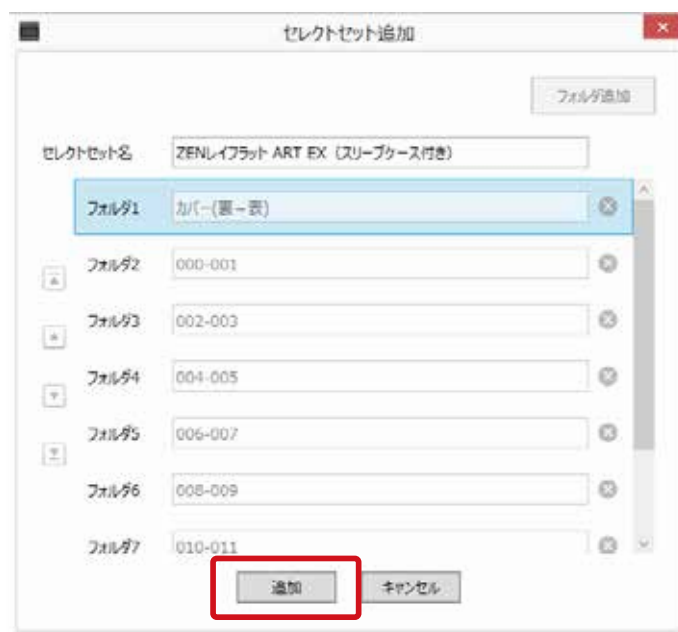 セレクトセット追加
フォルダ追加
セレクトセット名 ZENレイフラット ART EX（スリーブケース付き）
フォルダ1 カバー(裏－表)
フォルダ2 000-001
フォルダ3 002-003
フォルダ4 004-005
フォルダ5 006-007
フォルダ6 008-009
フォルダ7 010-011
追加 キャンセル